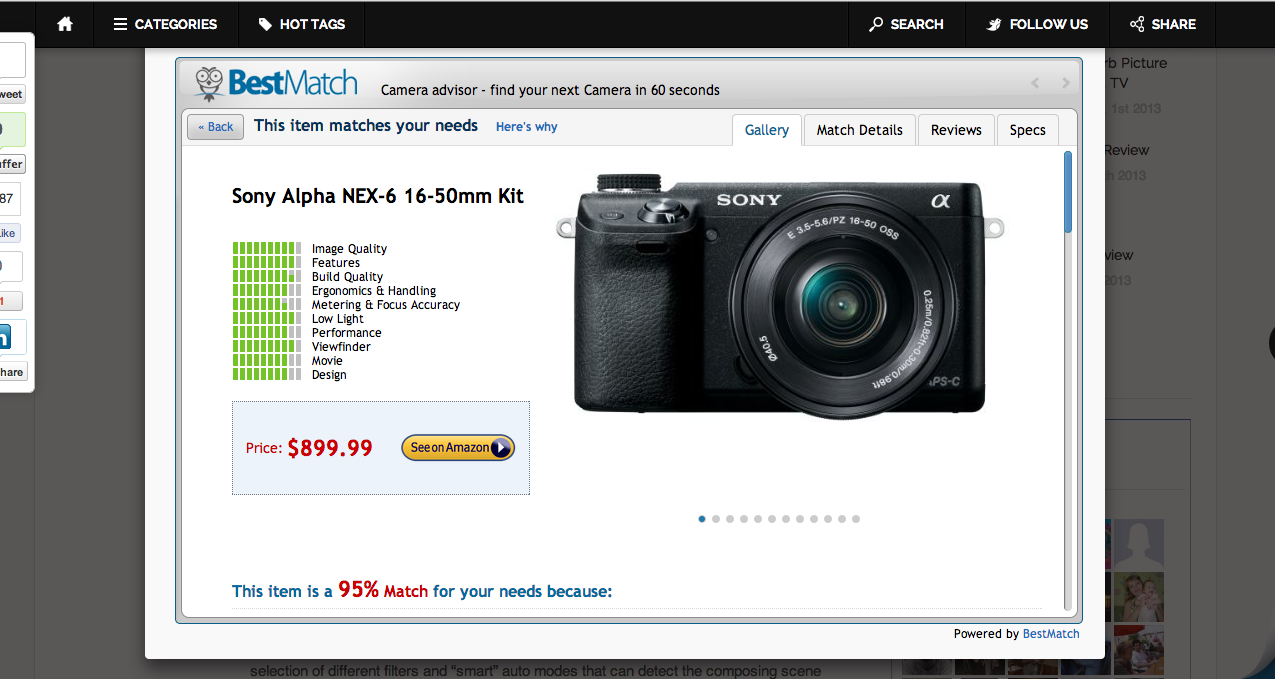 CATEGORIES
HOT TAGS
SEARCH
FOLLOW US
SHARE
weet
87
ike
1
n
hare
BestMatch
Camera advisor - find your next Camera in 60 seconds
« Back
This item matches your needs
Here's why
Gallery
Match Details
Reviews
Specs
Sony Alpha NEX-6 16-50mm Kit
Image Quality
Features
Build Quality
Ergonomics & Handling
Metering & Focus Accuracy
Low Light
Performance
Viewfinder
Movie
Design
Price: $899.99
See on Amazon
SONY
α
E 3.5-5.6/PZ 16-50 OSS
0.25m/0.82ft-0.30m/0.98ft
Ø40.5
APS-C
This item is a 95% Match for your needs because:
Powered by BestMatch
rb Picture
TV
1st 2013
Review
h 2013
view
2013
selection of different filters and “smart” auto modes that can detect the composing scene